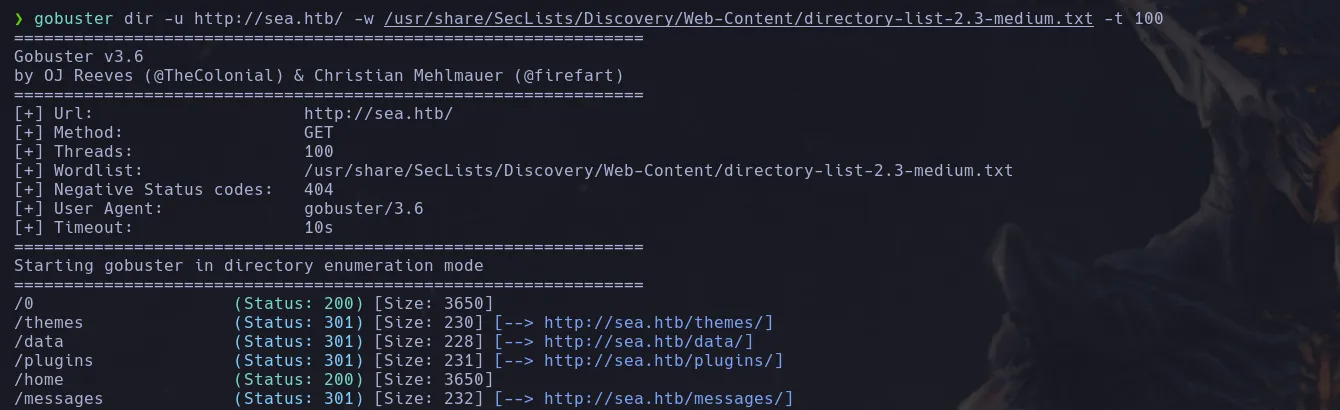 ❯ gobuster dir -u http://sea.htb/ -w /usr/share/SecLists/Discovery/Web-Content/directory-list-2.3-medium.txt -t 100
===============================================================
Gobuster v3.6
by OJ Reeves (@TheColonial) & Christian Mehlmauer (@firefart)
===============================================================
[+] Url:                     http://sea.htb/
[+] Method:                  GET
[+] Threads:                 100
[+] Wordlist:                /usr/share/SecLists/Discovery/Web-Content/directory-list-2.3-medium.txt
[+] Negative Status codes:   404
[+] User Agent:              gobuster/3.6
[+] Timeout:                 10s
===============================================================
Starting gobuster in directory enumeration mode
===============================================================
/0                    (Status: 200) [Size: 3650]
/themes               (Status: 301) [Size: 230] [--> http://sea.htb/themes/]
/data                 (Status: 301) [Size: 228] [--> http://sea.htb/data/]
/plugins              (Status: 301) [Size: 231] [--> http://sea.htb/plugins/]
/home                 (Status: 200) [Size: 3650]
/messages             (Status: 301) [Size: 232] [--> http://sea.htb/messages/]